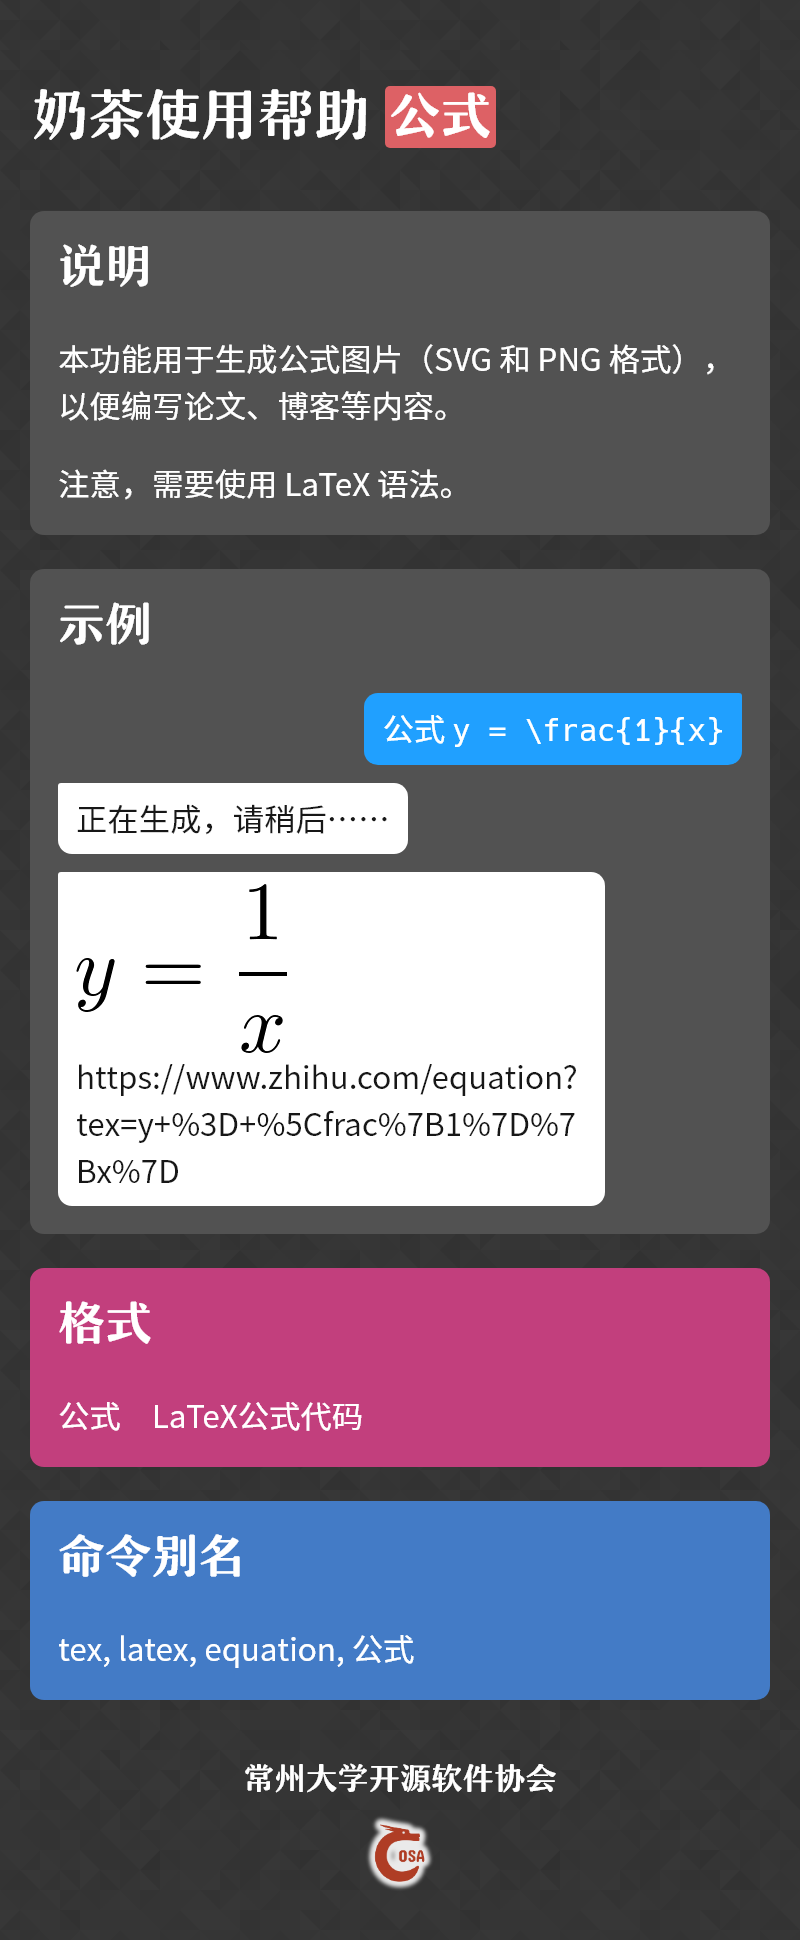 奶茶使用帮助 公式
说明
本功能用于生成公式图片（SVG 和 PNG 格式），
以便编写论文、博客等内容。
注意，需要使用 LaTeX 语法。
示例
公式 y = \frac{1}{x}
正在生成，请稍后……
y = 1/x
https://www.zhihu.com/equation?
tex=y+%3D+%5Cfrac%7B1%7D%7
Bx%7D
格式
公式　LaTeX公式代码
命令别名
tex, latex, equation, 公式
常州大学开源软件协会
OSA